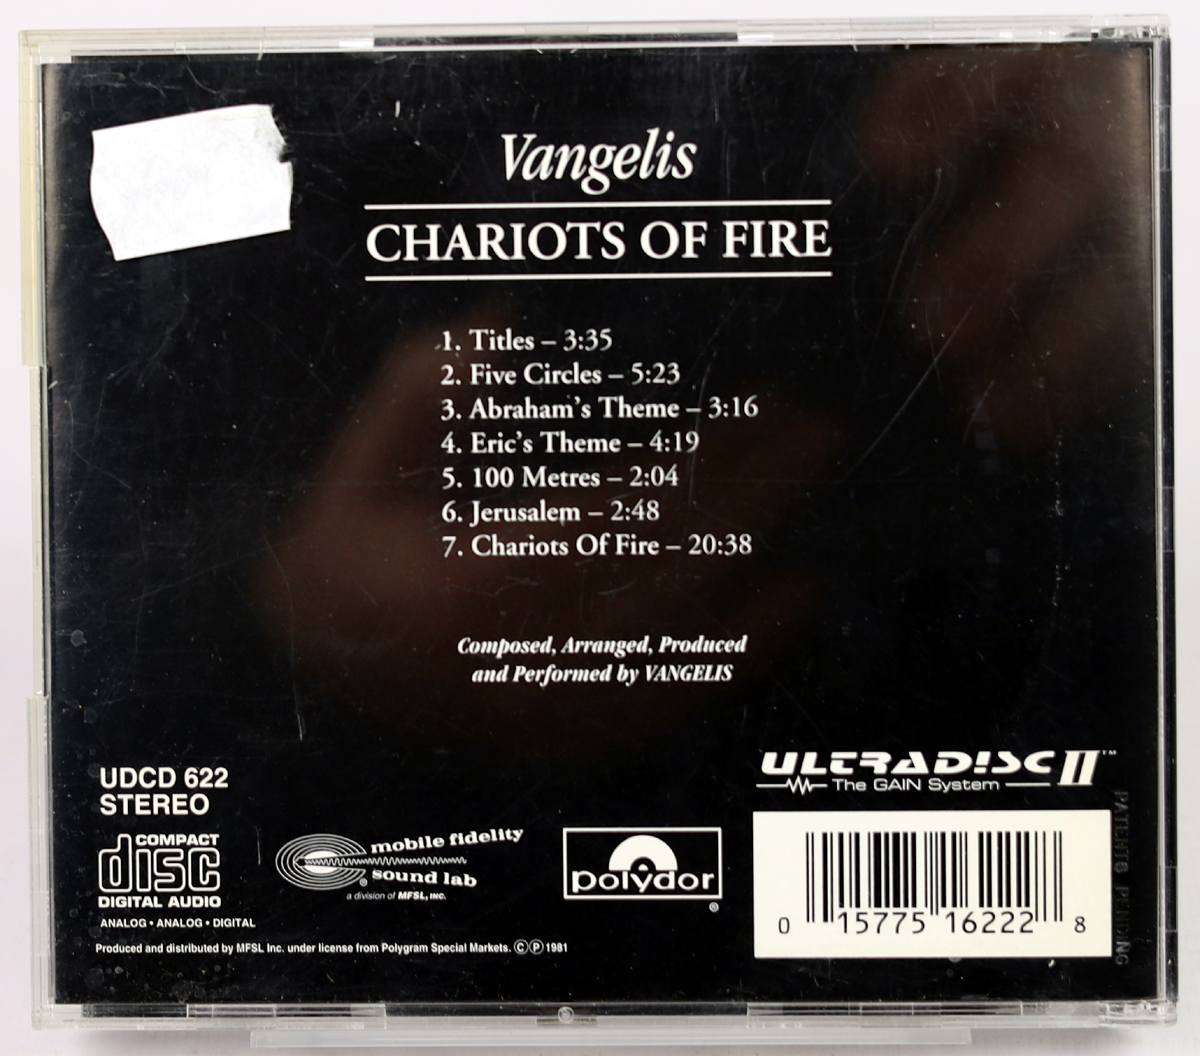 Vangelis
CHARIOTS OF FIRE
1. Titles – 3:35
2. Five Circles – 5:23
3. Abraham's Theme – 3:16
4. Eric's Theme – 4:19
5. 100 Metres – 2:04
6. Jerusalem – 2:48
7. Chariots Of Fire – 20:38
Composed, Arranged, Produced
and Performed by VANGELIS
UDCD 622
STEREO
COMPACT
disc
DIGITAL AUDIO
ANALOG • ANALOG • DIGITAL
mobile fidelity
sound lab
®
a division of MFSL, INC.
polydor
®
ULTRADISC II™
The GAIN System
0 15775 16222 8
PATENTS PENDING
Produced and distributed by MFSL Inc. under license from Polygram Special Markets. ©℗1981